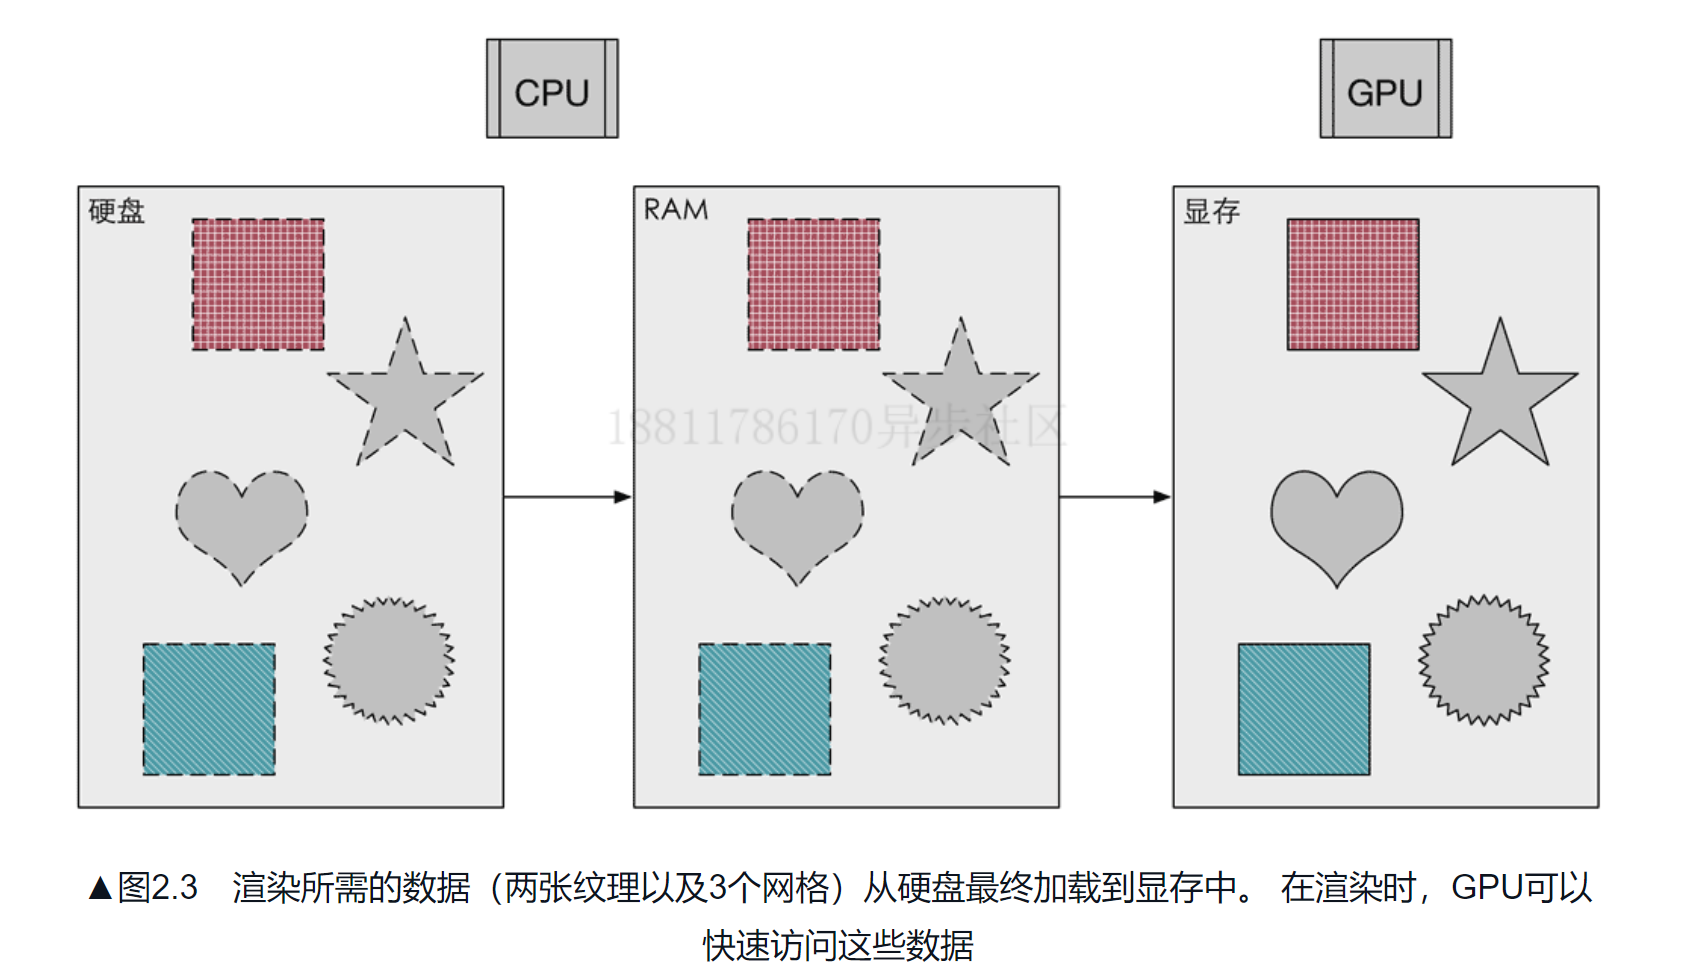 CPU
GPU
硬盘
RAM
显存
18811786170异步社区
▲图2.3 渲染所需的数据（两张纹理以及3个网格）从硬盘最终加载到显存中。 在渲染时，GPU可以
快速访问这些数据